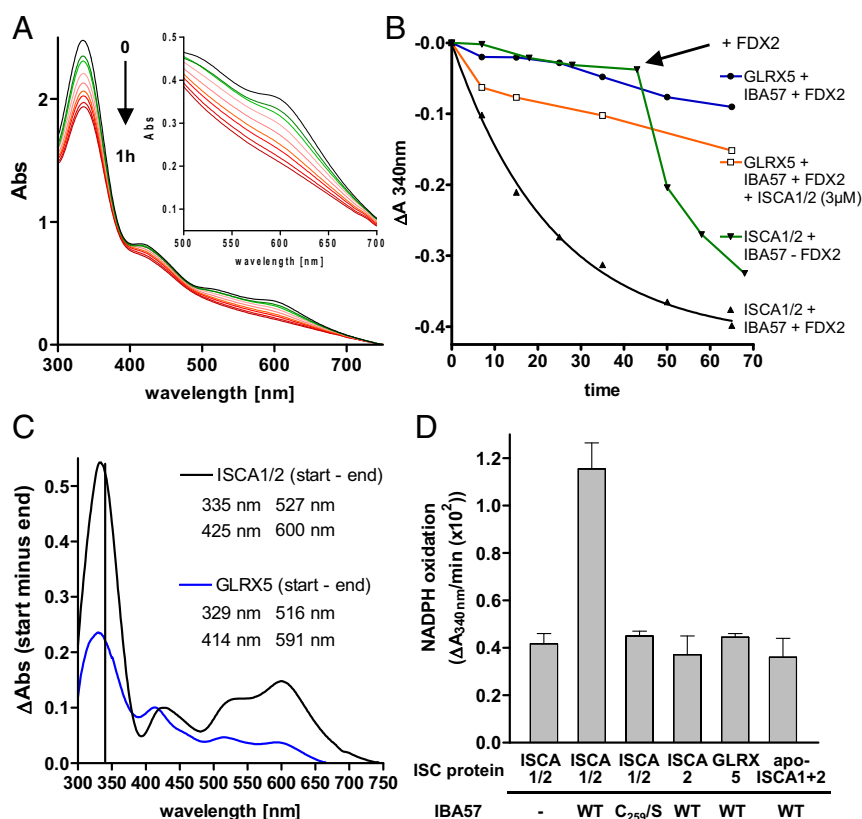 A
0
1h
Abs
2
1
0
300 400 500 600 700
wavelength [nm]
Abs
0.5
0.4
0.3
0.2
0.1
500 550 600 650 700
wavelength [nm]
B
ΔA 340nm
-0.0
-0.1
-0.2
-0.3
-0.4
0 10 20 30 40 50 60 70
time
+ FDX2
GLRX5 +
IBA57 + FDX2
GLRX5 +
IBA57 + FDX2
+ ISCA1/2 (3µM)
ISCA1/2 +
IBA57 - FDX2
ISCA1/2 +
IBA57 + FDX2
C
ΔAbs (start minus end)
0.5
0.4
0.3
0.2
0.1
0.0
300 350 400 450 500 550 600 650 700 750
wavelength [nm]
ISCA1/2 (start - end)
335 nm 527 nm
425 nm 600 nm
GLRX5 (start - end)
329 nm 516 nm
414 nm 591 nm
D
NADPH oxidation
(ΔA340nm/min (x10²))
1.2
1.0
0.8
0.6
0.4
0.2
0.0
ISC protein ISCA ISCA ISCA ISCA GLRX apo-
1/2 1/2 1/2 2 5 ISCA1+2
IBA57 - WT C259/S WT WT WT